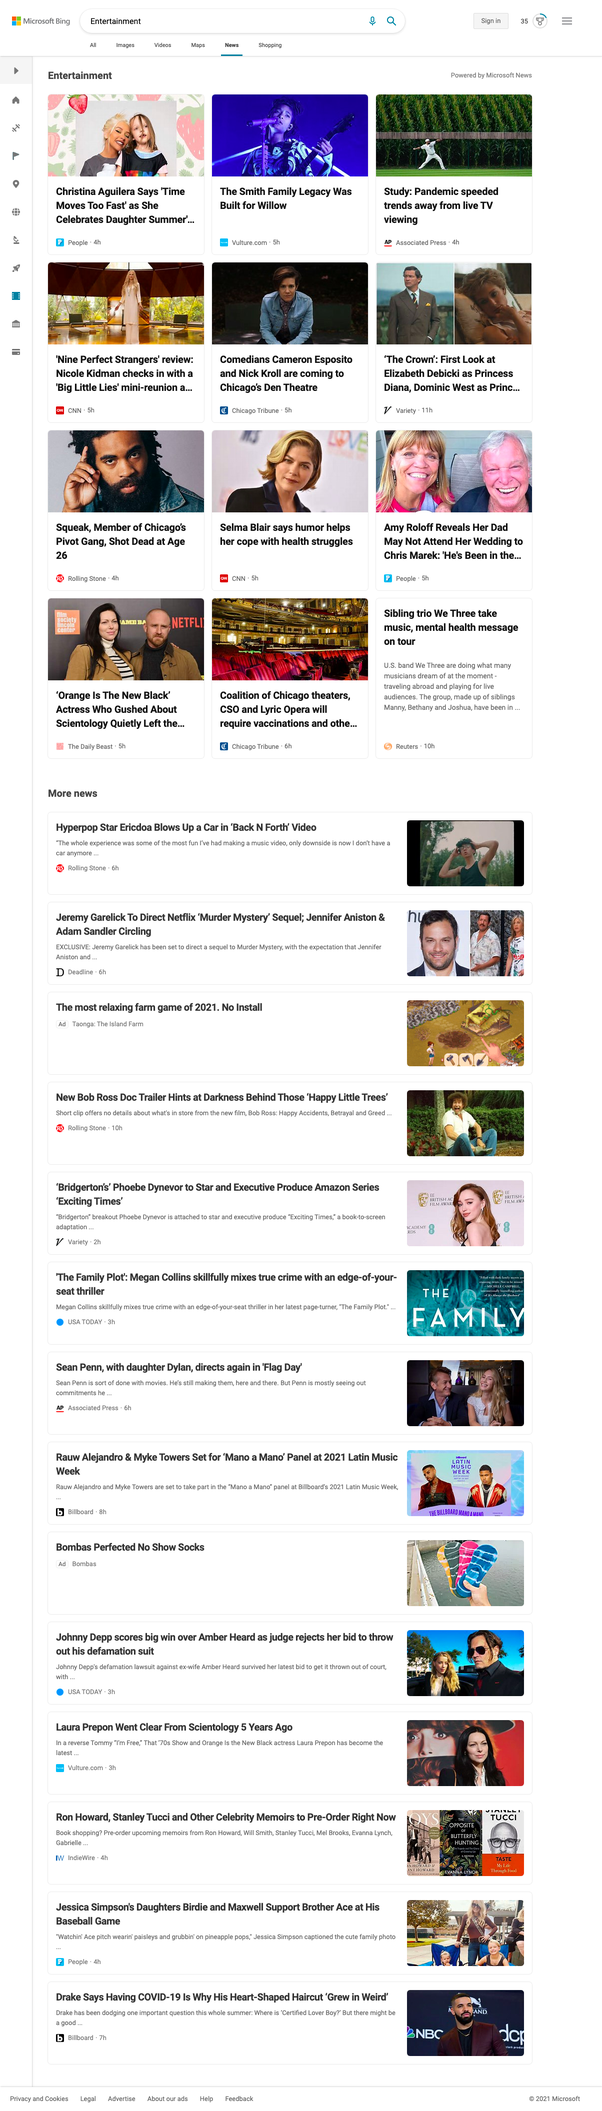 Microsoft Bing
Entertainment
Sign in
35
All
Images
Videos
Maps
News
Shopping
Entertainment
Powered by Microsoft News
Christina Aguilera Says 'Time
Moves Too Fast' as She
Celebrates Daughter Summer'...
People · 4h
The Smith Family Legacy Was
Built for Willow
Vulture.com · 5h
Study: Pandemic speeded
trends away from live TV
viewing
AP Associated Press · 4h
'Nine Perfect Strangers' review:
Nicole Kidman checks in with a
'Big Little Lies' mini-reunion a...
CNN · 5h
Comedians Cameron Esposito
and Nick Kroll are coming to
Chicago's Den Theatre
Chicago Tribune · 5h
'The Crown': First Look at
Elizabeth Debicki as Princess
Diana, Dominic West as Princ...
Variety · 11h
Squeak, Member of Chicago's
Pivot Gang, Shot Dead at Age
26
Rolling Stone · 4h
Selma Blair says humor helps
her cope with health struggles
CNN · 5h
Amy Roloff Reveals Her Dad
May Not Attend Her Wedding to
Chris Marek: 'He's Been in the...
People · 5h
NETFLI
'Orange Is The New Black'
Actress Who Gushed About
Scientology Quietly Left the...
The Daily Beast · 5h
Coalition of Chicago theaters,
CSO and Lyric Opera will
require vaccinations and othe...
Chicago Tribune · 6h
Sibling trio We Three take
music, mental health message
on tour
U.S. band We Three are doing what many
musicians dream of at the moment -
traveling abroad and playing for live
audiences. The group, made up of siblings
Manny, Bethany and Joshua, have been in ...
Reuters · 10h
More news
Hyperpop Star Ericdoa Blows Up a Car in 'Back N Forth' Video
"The whole experience was some of the most fun I've had making a music video, only downside is now I don't have a
car anymore ...
Rolling Stone · 6h
Jeremy Garelick To Direct Netflix 'Murder Mystery' Sequel; Jennifer Aniston &
Adam Sandler Circling
EXCLUSIVE: Jeremy Garelick has been set to direct a sequel to Murder Mystery, with the expectation that Jennifer
Aniston and ...
Deadline · 6h
hu
The most relaxing farm game of 2021. No Install
Ad Taonga: The Island Farm
New Bob Ross Doc Trailer Hints at Darkness Behind Those 'Happy Little Trees'
Short clip offers no details about what's in store from the new film, Bob Ross: Happy Accidents, Betrayal and Greed ...
Rolling Stone · 10h
'Bridgerton's' Phoebe Dynevor to Star and Executive Produce Amazon Series
'Exciting Times'
"Bridgerton" breakout Phoebe Dynevor is attached to star and executive produce "Exciting Times," a book-to-screen
adaptation ...
Variety · 2h
'The Family Plot': Megan Collins skillfully mixes true crime with an edge-of-your-
seat thriller
Megan Collins skillfully mixes true crime with an edge-of-your-seat thriller in her latest page-turner, "The Family Plot." ...
USA TODAY · 3h
THE
FAMILY
Sean Penn, with daughter Dylan, directs again in 'Flag Day'
Sean Penn is sort of done with movies. He's still making them, here and there. But Penn is mostly seeing out
commitments he ...
AP Associated Press · 6h
Rauw Alejandro & Myke Towers Set for 'Mano a Mano' Panel at 2021 Latin Music
Week
Rauw Alejandro and Myke Towers are set to take part in the "Mano a Mano" panel at Billboard's 2021 Latin Music Week,
...
Billboard · 8h
LATIN
MUSIC
WEEK
THE BILLBOARD MANO A MANO
Bombas Perfected No Show Socks
Ad Bombas
Johnny Depp scores big win over Amber Heard as judge rejects her bid to throw
out his defamation suit
Johnny Depp's defamation lawsuit against ex-wife Amber Heard survived her latest bid to get it thrown out of court,
with ...
USA TODAY · 3h
Laura Prepon Went Clear From Scientology 5 Years Ago
In a reverse Tommy "I'm Free," That '70s Show and Orange Is the New Black actress Laura Prepon has become the
latest ...
Vulture.com · 3h
Ron Howard, Stanley Tucci and Other Celebrity Memoirs to Pre-Order Right Now
Book shopping? Pre-order upcoming memoirs from Ron Howard, Will Smith, Stanley Tucci, Mel Brooks, Evanna Lynch,
Gabrielle ...
IndieWire · 4h
THE
OPPOSITE OF
BUTTERFLY
HUNTING
EVANNA LYNCH
STANLEY
TUCCI
TASTE
My Life
Through Food
Jessica Simpson's Daughters Birdie and Maxwell Support Brother Ace at His
Baseball Game
"Watchin' Ace pitch wearin' paisleys and grubbin' on pineapple pops," Jessica Simpson captioned the cute family photo
...
People · 4h
Drake Says Having COVID-19 Is Why His Heart-Shaped Haircut 'Grew in Weird'
Drake has been dodging one important question this whole summer: Where is 'Certified Lover Boy?' But there might be
a good ...
Billboard · 7h
NBC
dcp
Privacy and Cookies
Legal
Advertise
About our ads
Help
Feedback
© 2021 Microsoft